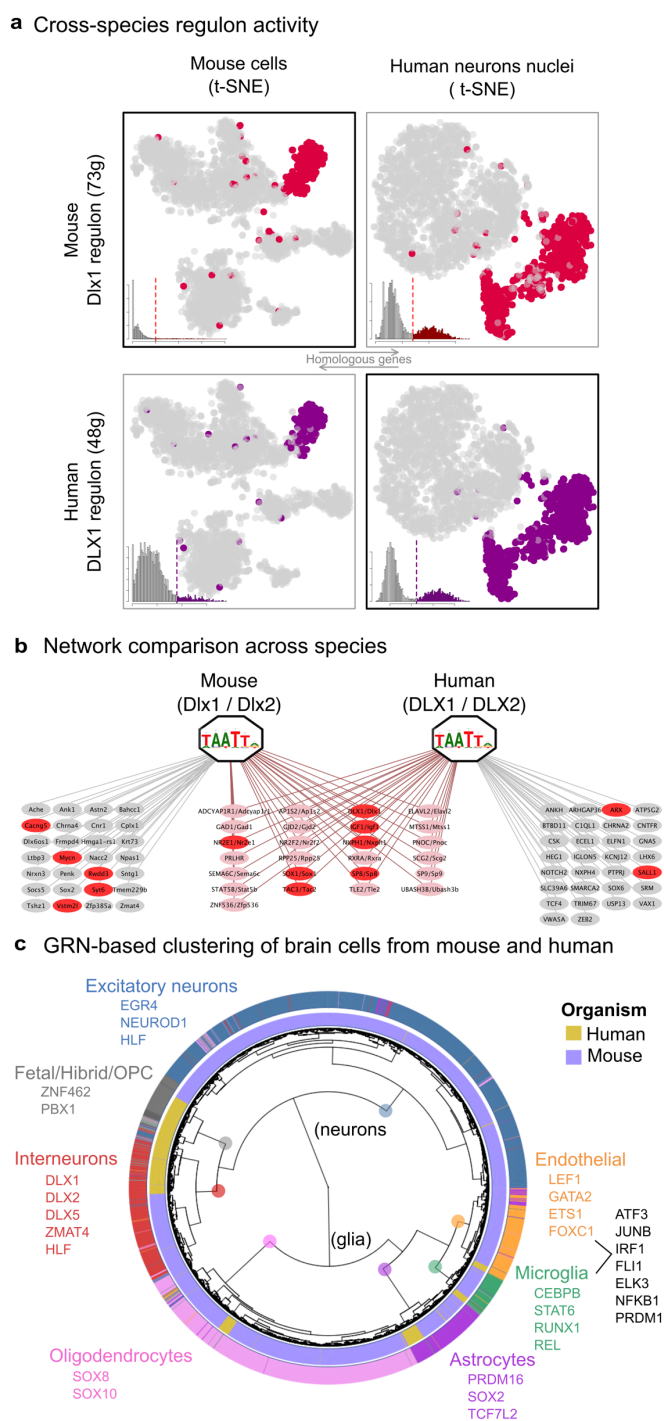 a Cross-species regulon activity
Mouse cells
(t-SNE)
Human neurons nuclei
( t-SNE)
Mouse
Dlx1 regulon (73g)
Homologous genes
Human
DLX1 regulon (48g)
b Network comparison across species
Mouse
(Dlx1 / Dlx2)
Human
(DLX1 / DLX2)
TAATT
TAATT
Ache Ank1 Astn2 Bahcc1
Cacng5 Chrna4 Cnr1 Cplx1
Dlx6os1 Frmpd4 Hmga1-rs1 Krt73
Ltbp3 Mycn Nacc2 Npas1
Nrxn3 Penk Rwdd3 Sema6c
Socs5 Sox2 Syt6 Tmem229b
Tshz1 Vstm2l Zfp385a Zmat4
ADCYAP1R1/Adcyap1r1 AP1S2/Ap1s2 DLX1/Dlx1 ELAVL2/Elavl2
GAD1/Gad1 GJD2/Gjd2 IGF1/Igf1 MTSS1/Mtss1
NR2E1/Nr2e1 NR2F2/Nr2f2 NXPH1/Nxph1 PNOC/Pnoc
PRLHR RPP25/Rpp25 RXRA/Rxra SCG2/Scg2
SEMA6C/Sema6c SOX1/Sox1 SP8/Sp8 SP9/Sp9
STAT5B/Stat5b TAC3/Tac2 TLE2/Tle2 UBASH3B/Ubash3b
ZNF536/Zfp536
ANKH ARHGAP36 ARX ATP5G2
BTBD11 C1QL1 CHRNA2 CNTFR
CSK ECEL1 ELFN1 GNAS
HEG1 IGLON5 KCNJ12 LHX6
NOTCH2 NXPH4 PTPRJ SALL1
SLC39A6 SMARCA2 SOX6 SRM
TCF4 TRIM67 USP13 VAX1
VWA5A ZEB2
c GRN-based clustering of brain cells from mouse and human
Excitatory neurons
EGR4
NEUROD1
HLF
Fetal/Hibrid/OPC
ZNF462
PBX1
Interneurons
DLX1
DLX2
DLX5
ZMAT4
HLF
Oligodendrocytes
SOX8
SOX10
(neurons
(glia)
Organism
Human
Mouse
Endothelial
LEF1
GATA2
ETS1
FOXC1
ATF3
JUNB
IRF1
FLI1
ELK3
NFKB1
PRDM1
Microglia
CEBPB
STAT6
RUNX1
REL
Astrocytes
PRDM16
SOX2
TCF7L2